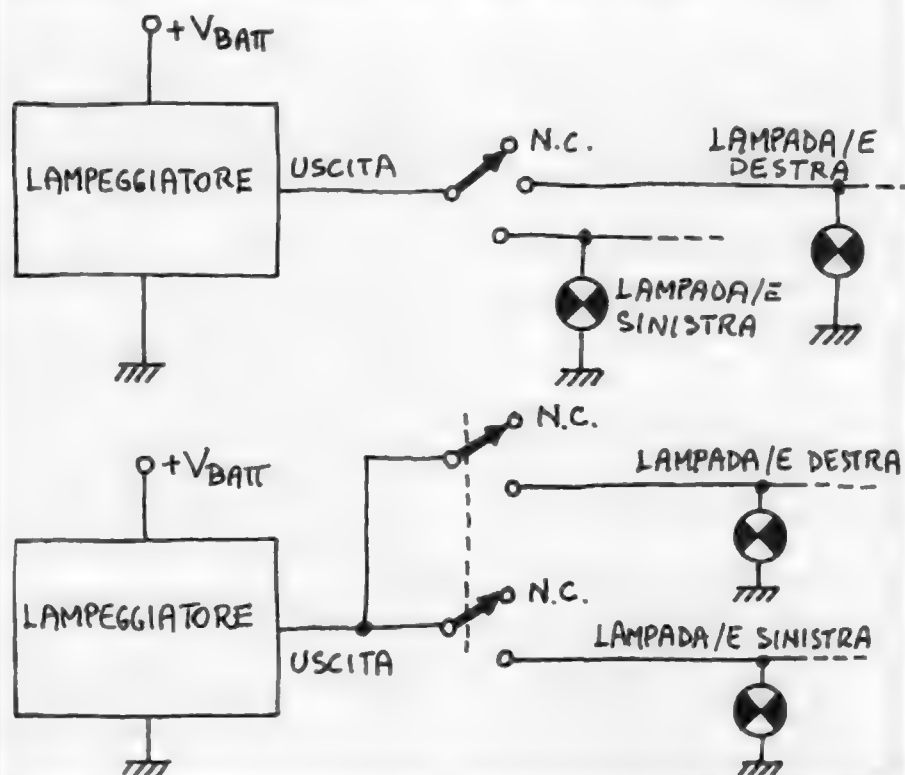 +VBATT
LAMPEGGIATORE
USCITA
N.C.
LAMPADA/E
DESTRA
LAMPADA/E
SINISTRA
+VBATT
LAMPEGGIATORE
USCITA
N.C.
LAMPADA/E DESTRA
N.C.
LAMPADA/E SINISTRA